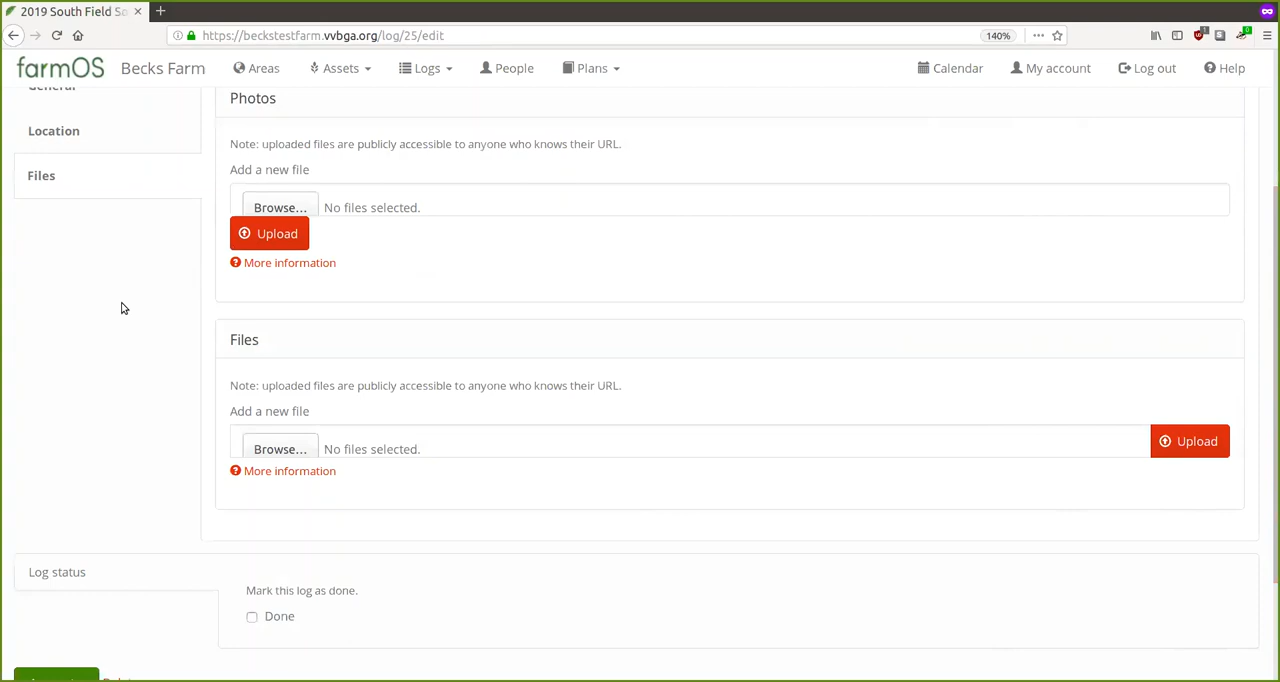 2019 South Field So
https://beckstestfarm.vvbga.org/log/25/edit
140%
farmOS Becks Farm Areas Assets Logs People Plans Calendar My account Log out Help
General
Location
Files
Photos
Note: uploaded files are publicly accessible to anyone who knows their URL.
Add a new file
Browse... No files selected.
Upload
More information
Files
Note: uploaded files are publicly accessible to anyone who knows their URL.
Add a new file
Browse... No files selected.
Upload
More information
Log status
Mark this log as done.
Done